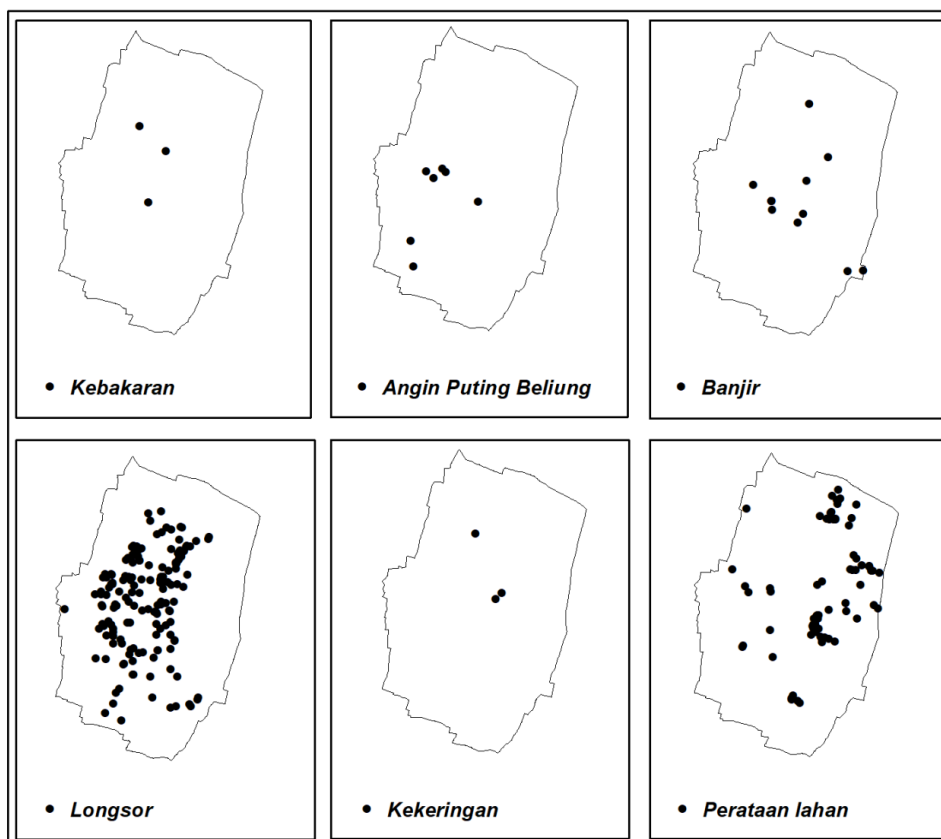 Kebakaran
Angin Puting Beliung
Banjir
Longsor
Kekeringan
Perataan lahan